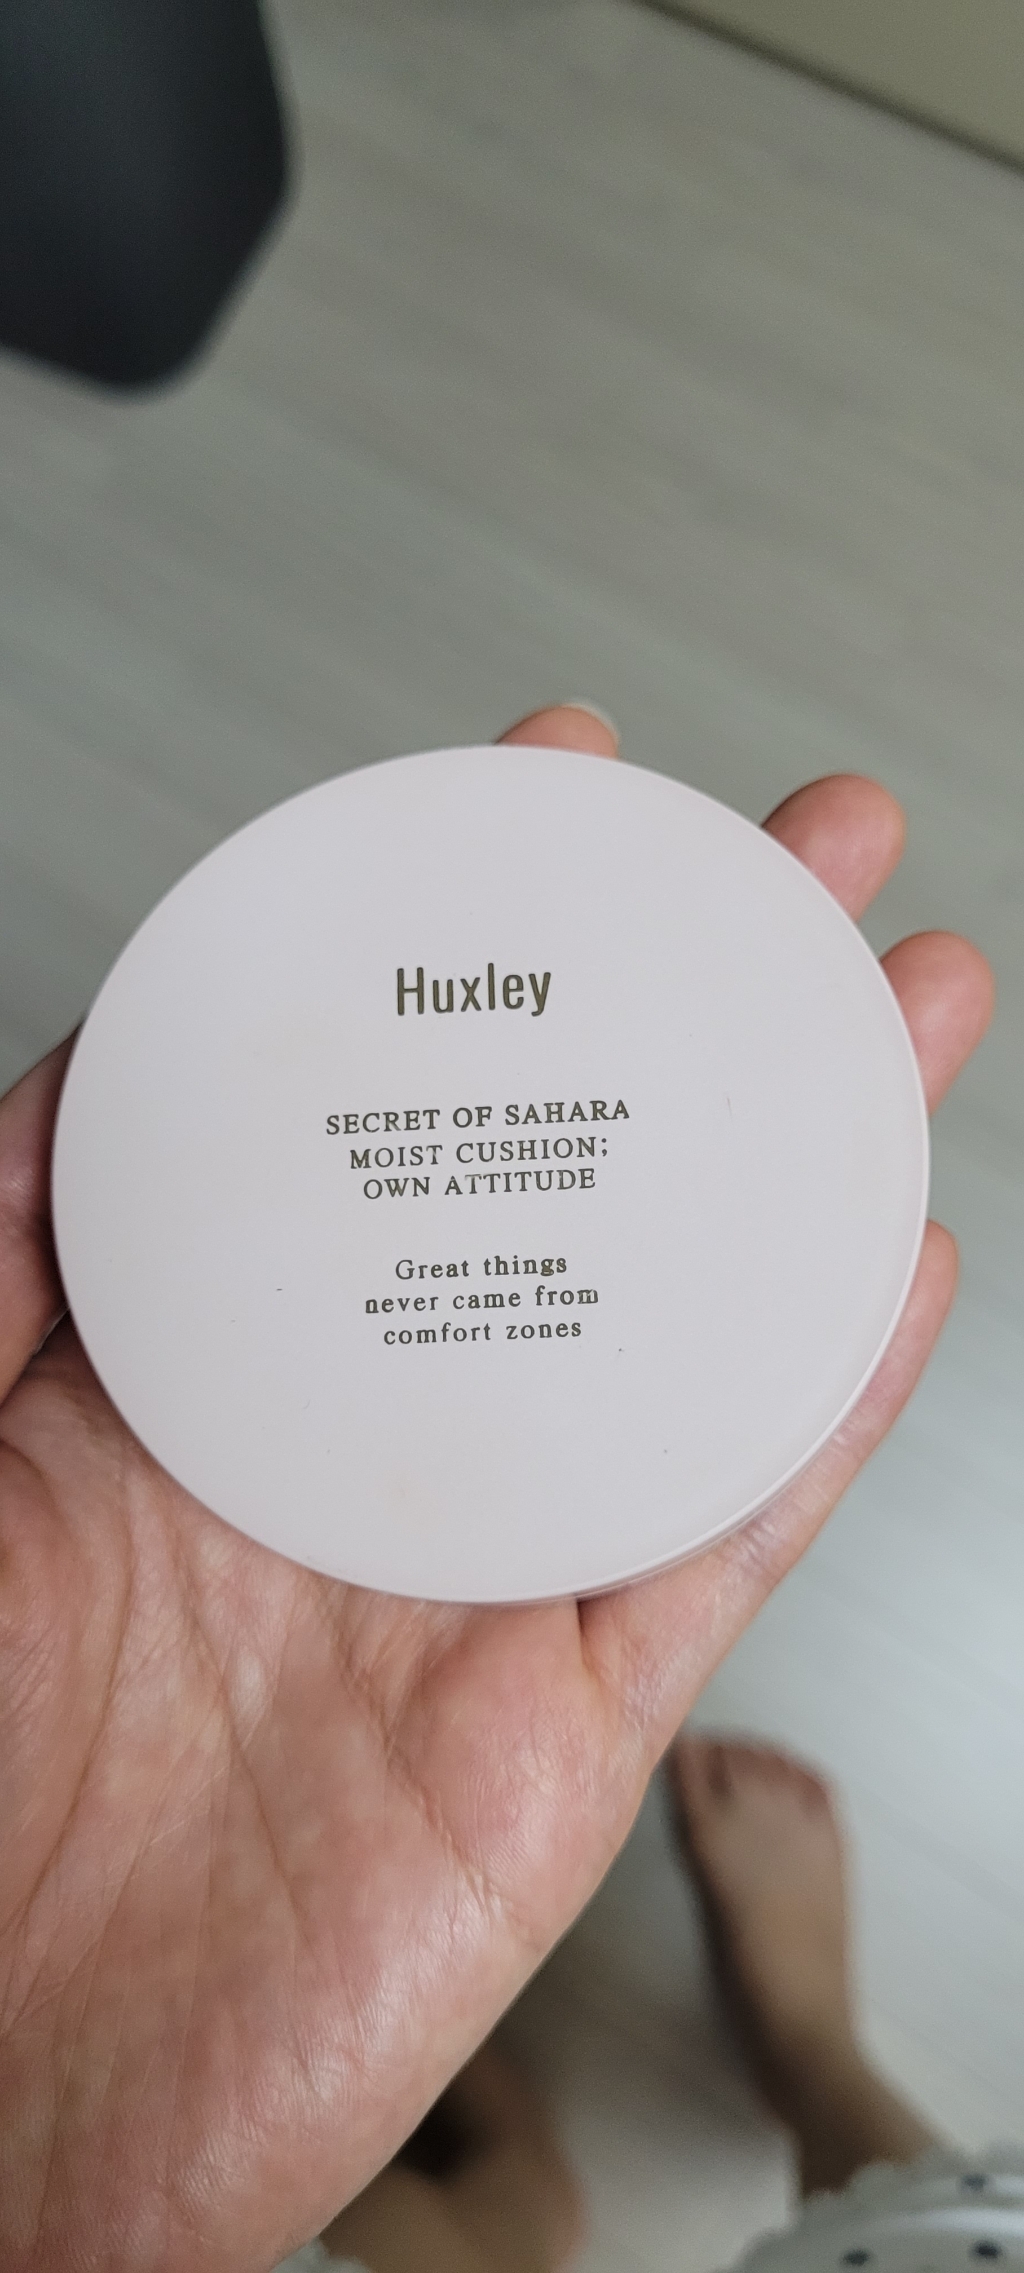 Huxley
SECRET OF SAHARA
MOIST CUSHION;
OWN ATTITUDE
Great things
never came from
comfort zones